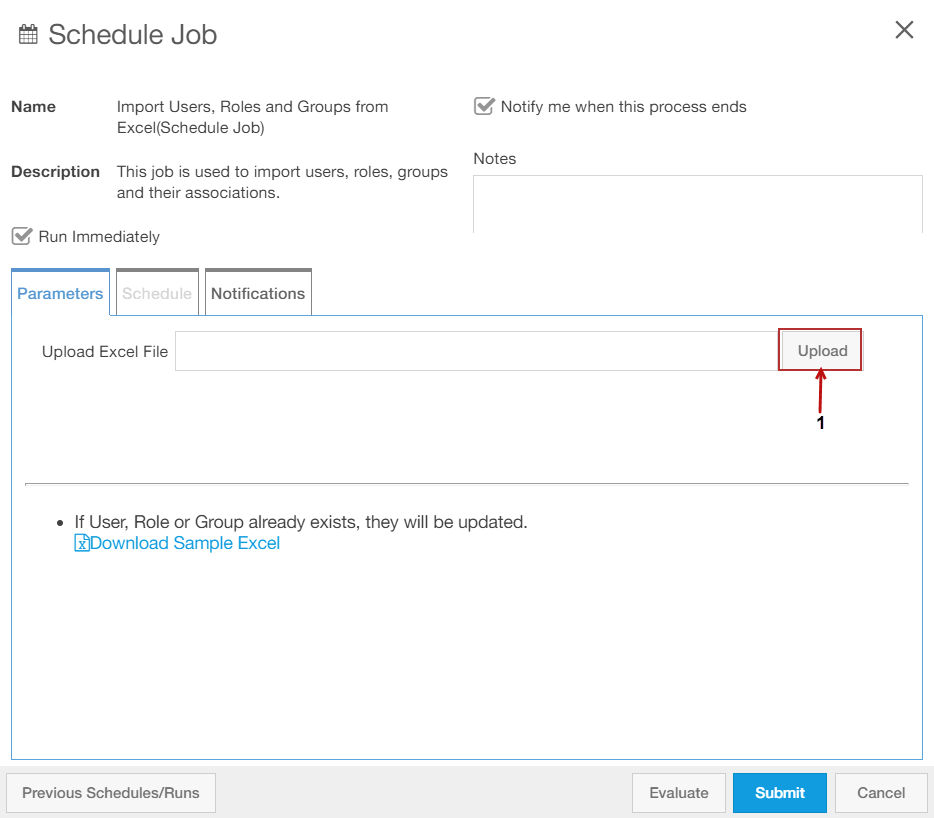 Schedule Job
Name
Import Users, Roles and Groups from
Excel(Schedule Job)
Description
This job is used to import users, roles, groups
and their associations.
Run Immediately
Notify me when this process ends
Notes
Parameters
Schedule
Notifications
Upload Excel File
Upload
1
If User, Role or Group already exists, they will be updated.
Download Sample Excel
Previous Schedules/Runs
Evaluate
Submit
Cancel